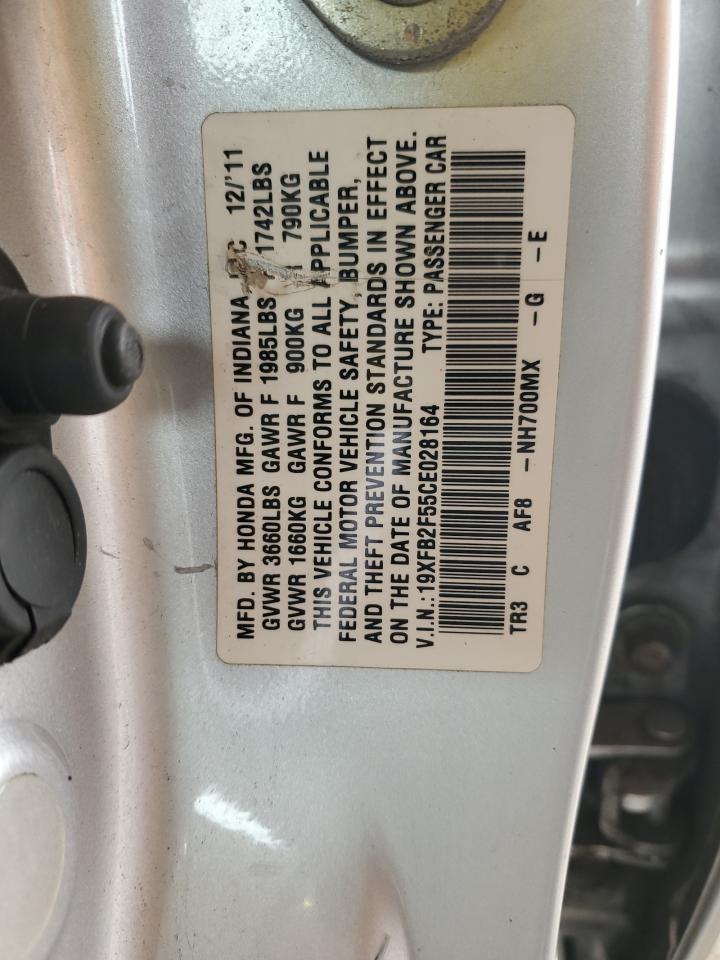 MFD. BY HONDA MFG. OF INDIANA 12/'11
GVWR 3660LBS GAWR F 1985LBS 1742LBS
GVWR 1660KG GAWR F 900KG 790KG
THIS VEHICLE CONFORMS TO ALL APPLICABLE
FEDERAL MOTOR VEHICLE SAFETY, BUMPER,
AND THEFT PREVENTION STANDARDS IN EFFECT
ON THE DATE OF MANUFACTURE SHOWN ABOVE.
V.I.N.:19XFB2F55CE028164 TYPE: PASSENGER CAR
TR3 C AF8 -NH700MX -G -E